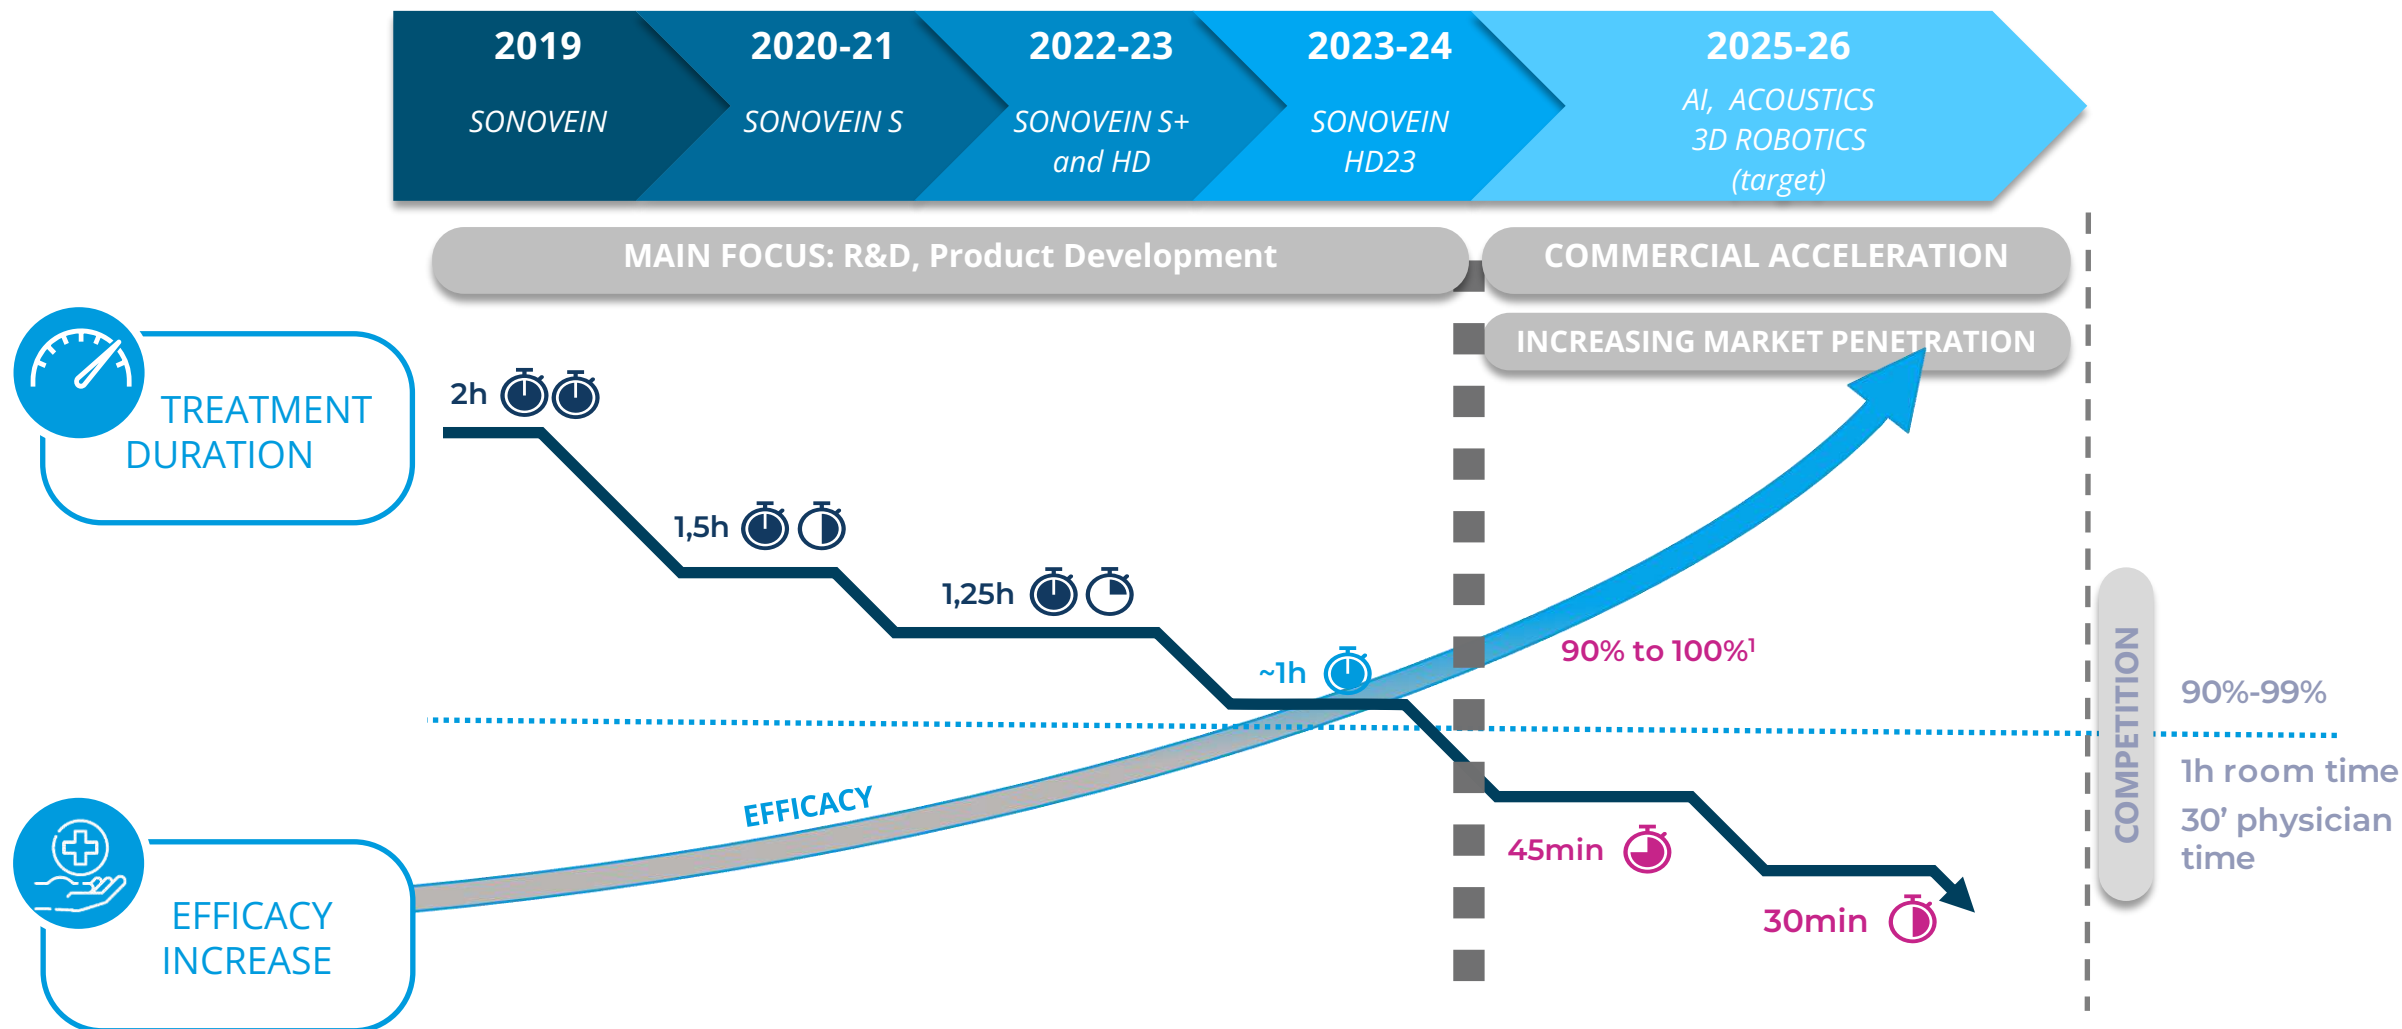 2019
SONOVEIN
2020-21
SONOVEIN S
2022-23
SONOVEIN S+
and HD
2023-24
SONOVEIN
HD23
2025-26
AI, ACOUSTICS
3D ROBOTICS
(target)
MAIN FOCUS: R&D, Product Development
COMMERCIAL ACCELERATION
INCREASING MARKET PENETRATION
TREATMENT
DURATION
2h
1,5h
1,25h
~1h
90% to 100%¹
EFFICACY
45min
30min
EFFICACY
INCREASE
COMPETITION
90%-99%
1h room time
30’ physician
time